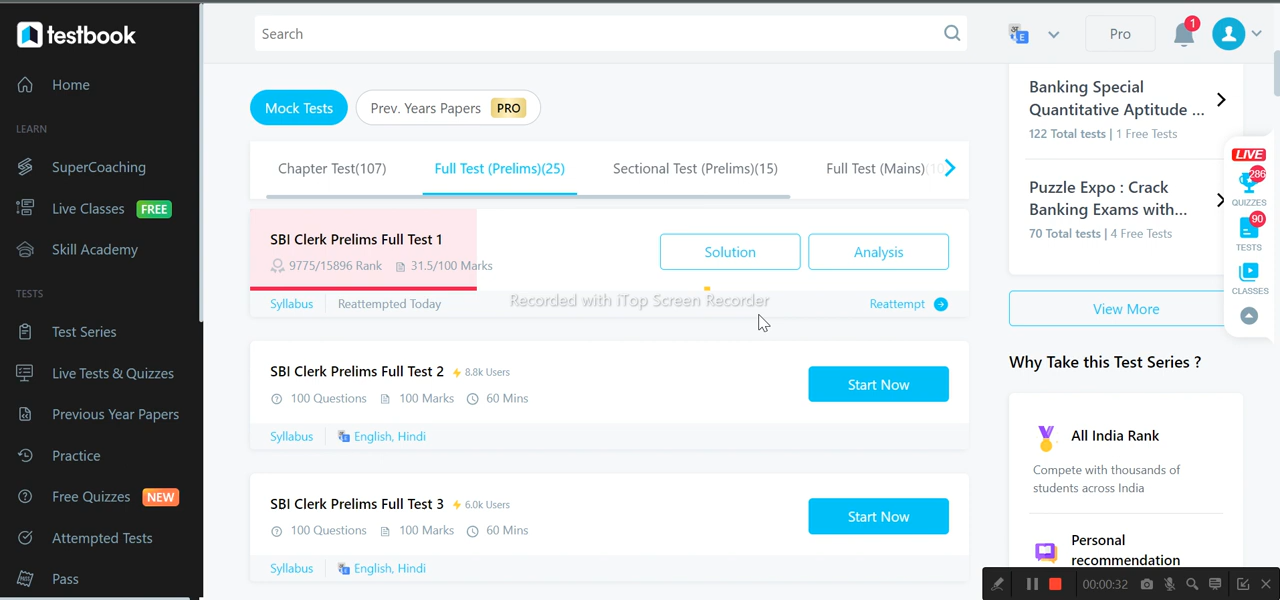 testbook
Search
Pro
1
Home
LEARN
SuperCoaching
Live Classes FREE
Skill Academy
TESTS
Test Series
Live Tests & Quizzes
Previous Year Papers
Practice
Free Quizzes NEW
Attempted Tests
Pass
Mock Tests
Prev. Years Papers PRO
Chapter Test(107)
Full Test (Prelims)(25)
Sectional Test (Prelims)(15)
Full Test (Mains)(10
SBI Clerk Prelims Full Test 1
9775/15896 Rank 31.5/100 Marks
Solution
Analysis
Syllabus
Reattempted Today
Reattempt
Recorded with iTop Screen Recorder
SBI Clerk Prelims Full Test 2 8.8k Users
100 Questions 100 Marks 60 Mins
Start Now
Syllabus
English, Hindi
SBI Clerk Prelims Full Test 3 6.0k Users
100 Questions 100 Marks 60 Mins
Start Now
Syllabus
English, Hindi
Banking Special
Quantitative Aptitude ...
122 Total tests | 1 Free Tests
Puzzle Expo : Crack
Banking Exams with...
70 Total tests | 4 Free Tests
View More
LIVE
286
QUIZZES
90
TESTS
CLASSES
Why Take this Test Series ?
All India Rank
Compete with thousands of
students across India
Personal
recommendation
00:00:32